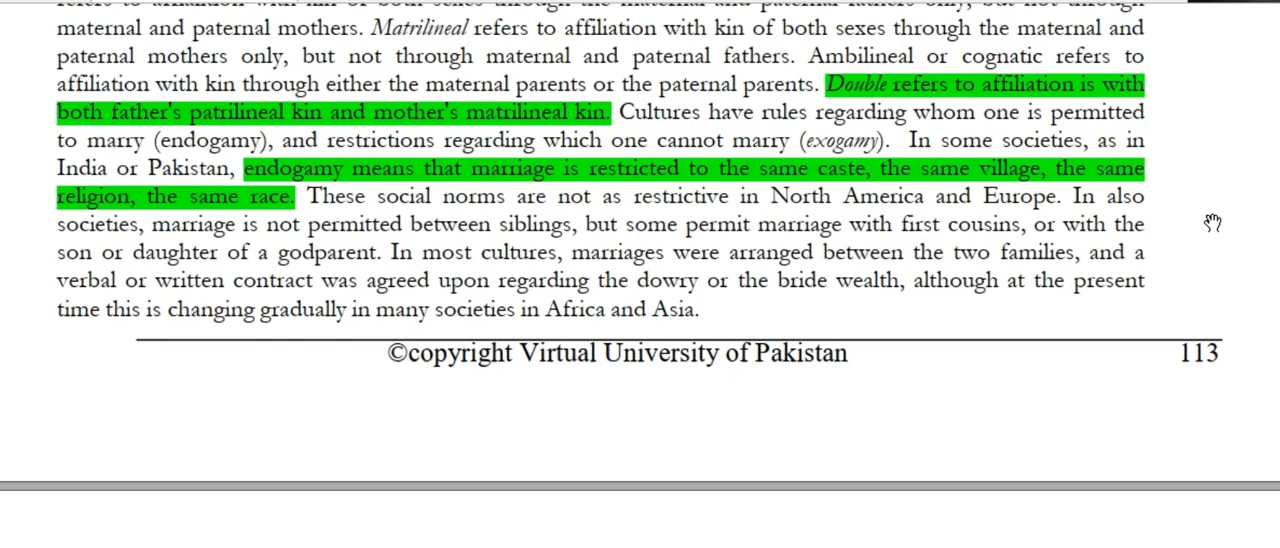 maternal and paternal mothers. Matrilineal refers to affiliation with kin of both sexes through the maternal and
paternal mothers only, but not through maternal and paternal fathers. Ambilineal or cognatic refers to
affiliation with kin through either the maternal parents or the paternal parents. Double refers to affiliation is with
both father's patrilineal kin and mother's matrilineal kin. Cultures have rules regarding whom one is permitted
to marry (endogamy), and restrictions regarding which one cannot marry (exogamy). In some societies, as in
India or Pakistan, endogamy means that marriage is restricted to the same caste, the same village, the same
religion, the same race. These social norms are not as restrictive in North America and Europe. In also
societies, marriage is not permitted between siblings, but some permit marriage with first cousins, or with the
son or daughter of a godparent. In most cultures, marriages were arranged between the two families, and a
verbal or written contract was agreed upon regarding the dowry or the bride wealth, although at the present
time this is changing gradually in many societies in Africa and Asia.
©copyright Virtual University of Pakistan 113